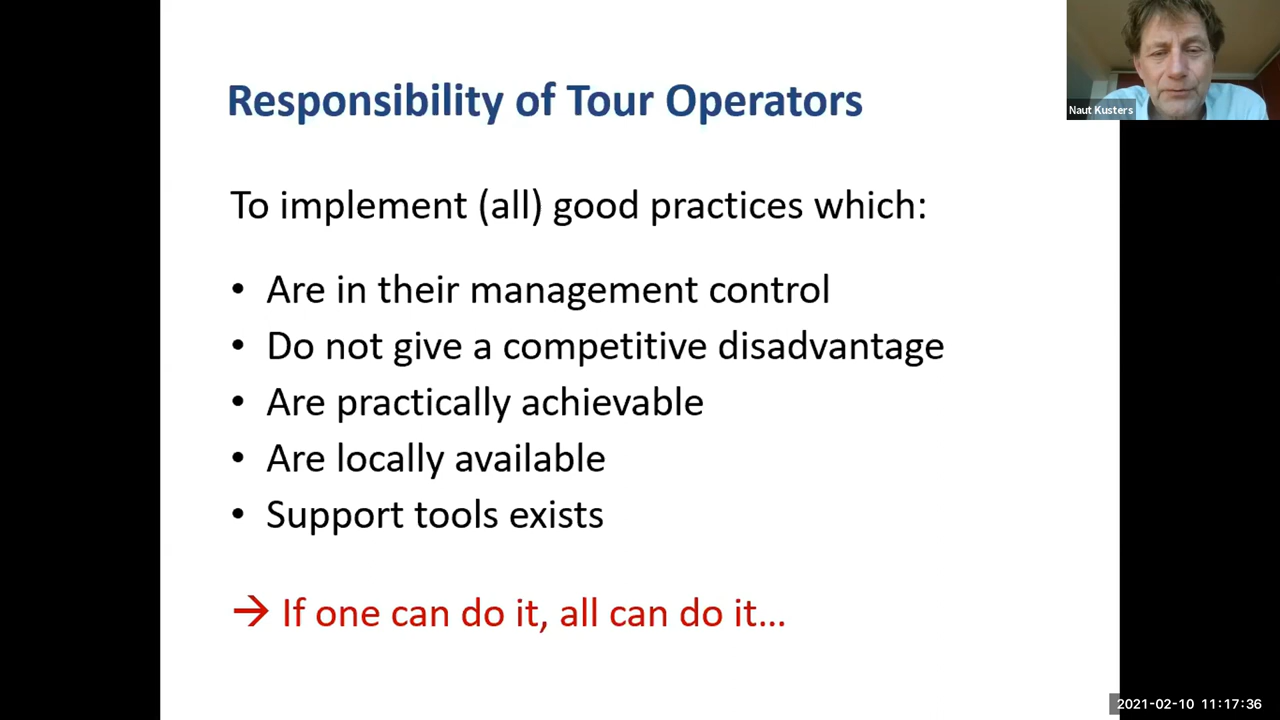 Responsibility of Tour Operators
Naut Kusters
To implement (all) good practices which:
• Are in their management control
• Do not give a competitive disadvantage
• Are practically achievable
• Are locally available
• Support tools exists
→ If one can do it, all can do it...
2021-02-10 11:17:36